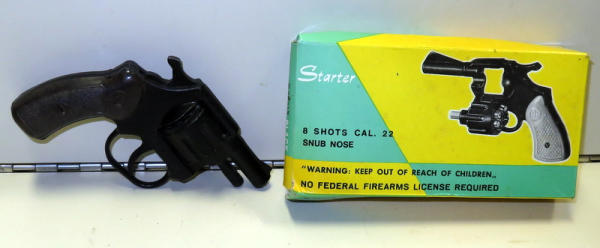 Starter
8 SHOTS CAL. 22
SNUB NOSE
"WARNING: KEEP OUT OF REACH OF CHILDREN„
NO FEDERAL FIREARMS LICENSE REQUIRED